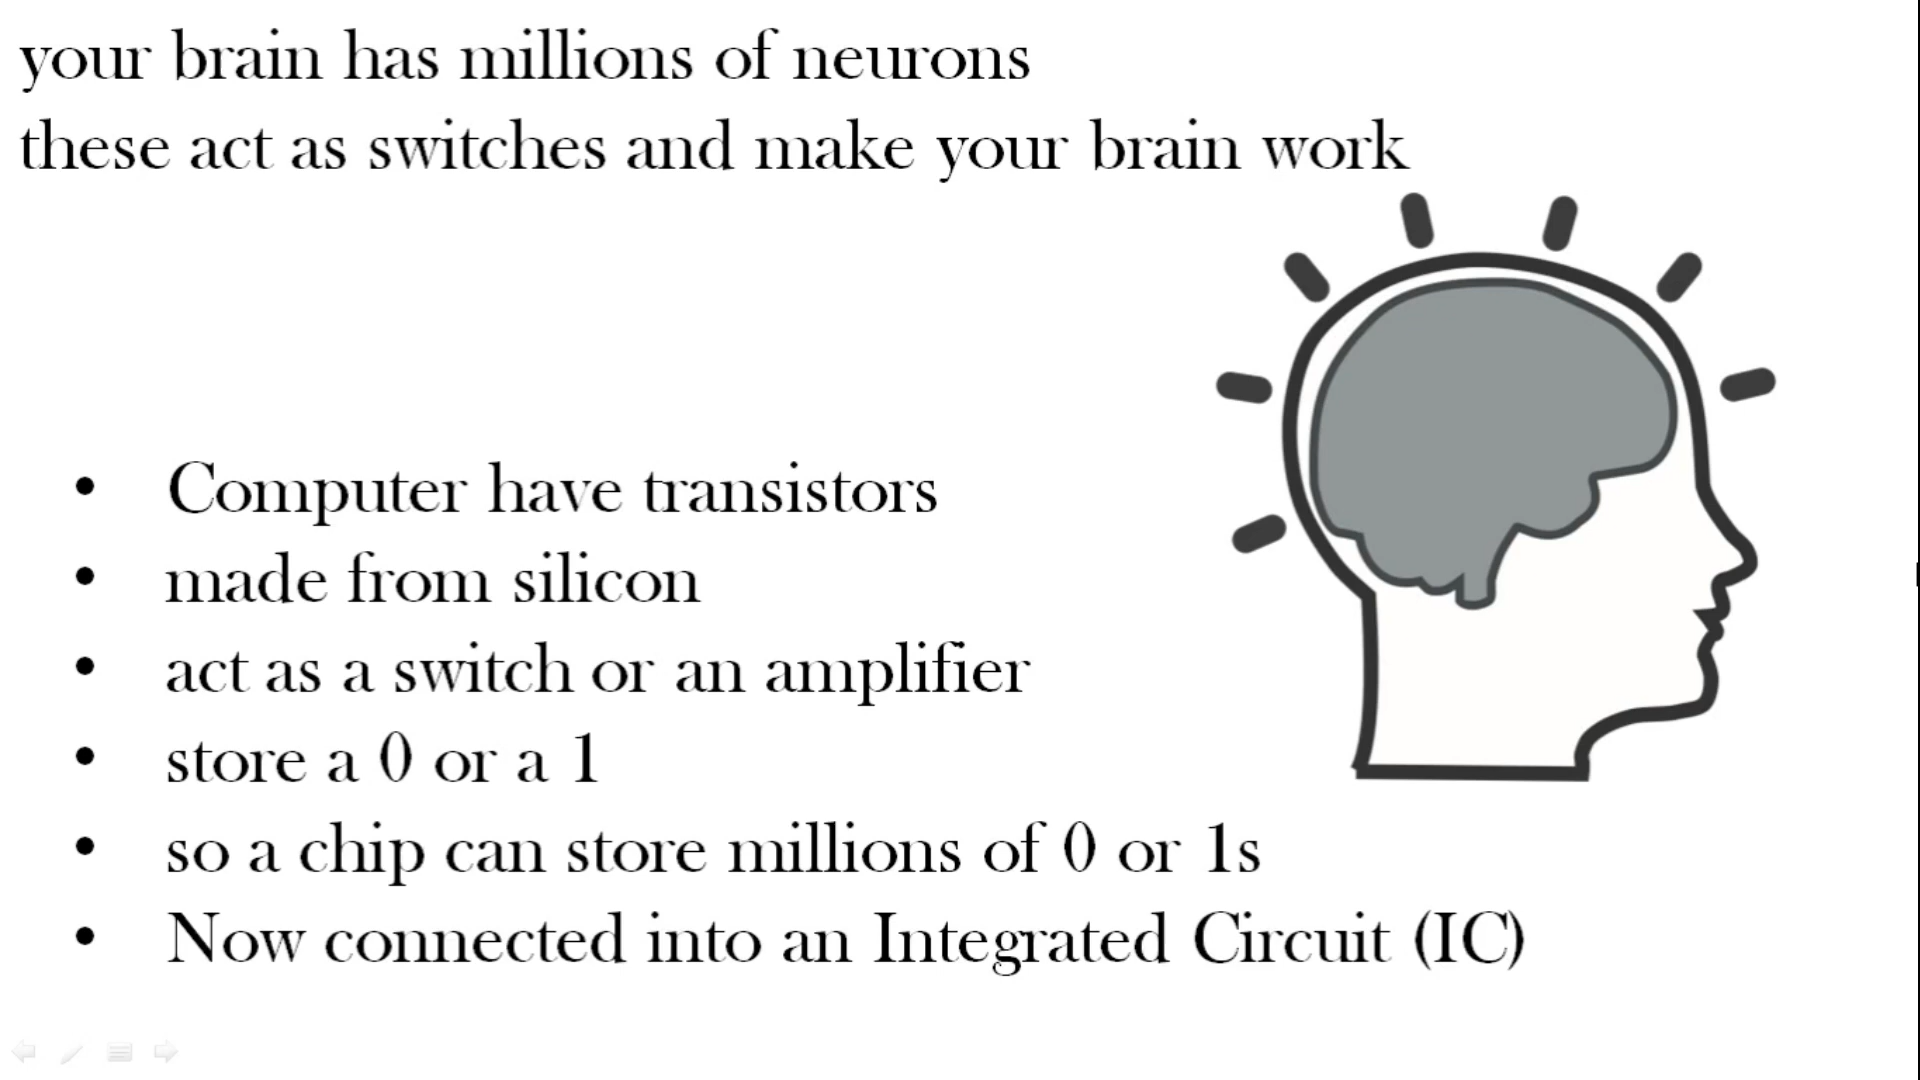 your brain has millions of neurons
these act as switches and make your brain work
• Computer have transistors
• made from silicon
• act as a switch or an amplifier
• store a 0 or a 1
• so a chip can store millions of 0 or 1s
• Now connected into an Integrated Circuit (IC)